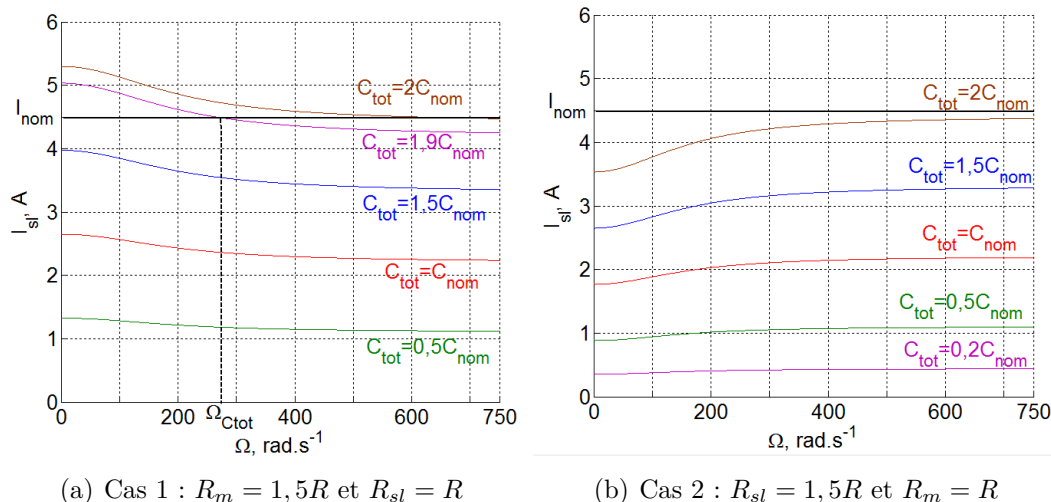 6
5
I_nom
4
3
2
1
0
I_sl, A
C_tot=2C_nom
C_tot=1,9C_nom
C_tot=1,5C_nom
C_tot=C_nom
C_tot=0,5C_nom
0 200 Ω_Ctot 400 600 750
Ω, rad.s⁻¹
(a) Cas 1 : R_m = 1,5R et R_sl = R
6
5
I_nom
4
3
2
1
0
I_sl, A
C_tot=2C_nom
C_tot=1,5C_nom
C_tot=C_nom
C_tot=0,5C_nom
C_tot=0,2C_nom
0 200 400 600 750
Ω, rad.s⁻¹
(b) Cas 2 : R_sl = 1,5R et R_m = R